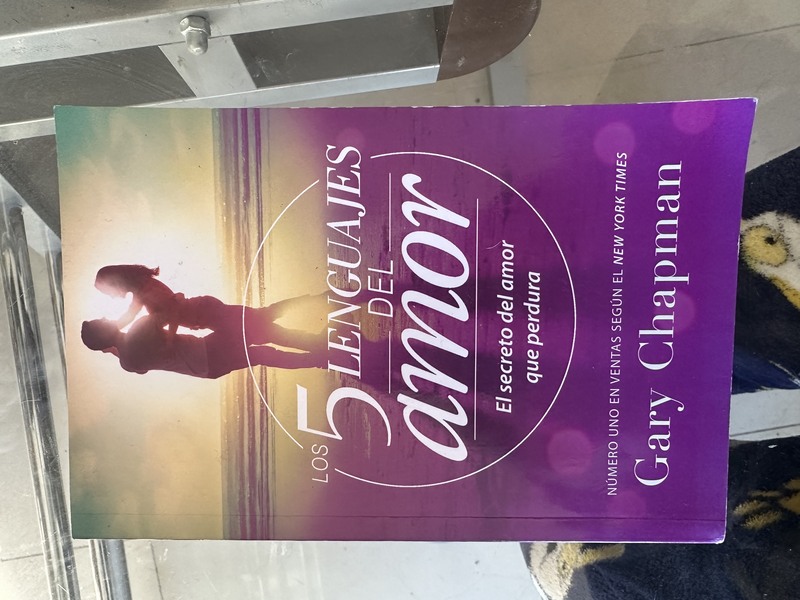 LOS 5 LENGUAJES
DEL
amor
El secreto del amor
que perdura
NÚMERO UNO EN VENTAS SEGÚN EL NEW YORK TIMES
Gary Chapman